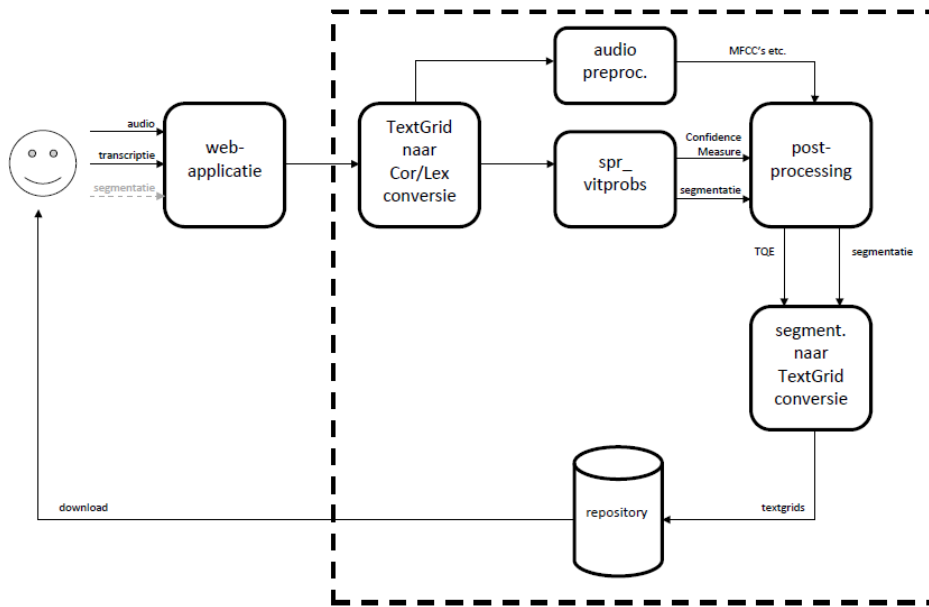 audio
preproc.
MFCC's etc.
audio
transcriptie
segmentatie
web-
applicatie
TextGrid
naar
Cor/Lex
conversie
spr_
vitprobs
Confidence
Measure
segmentatie
post-
processing
TQE
segmentatie
segment.
naar
TextGrid
conversie
download
repository
textgrids